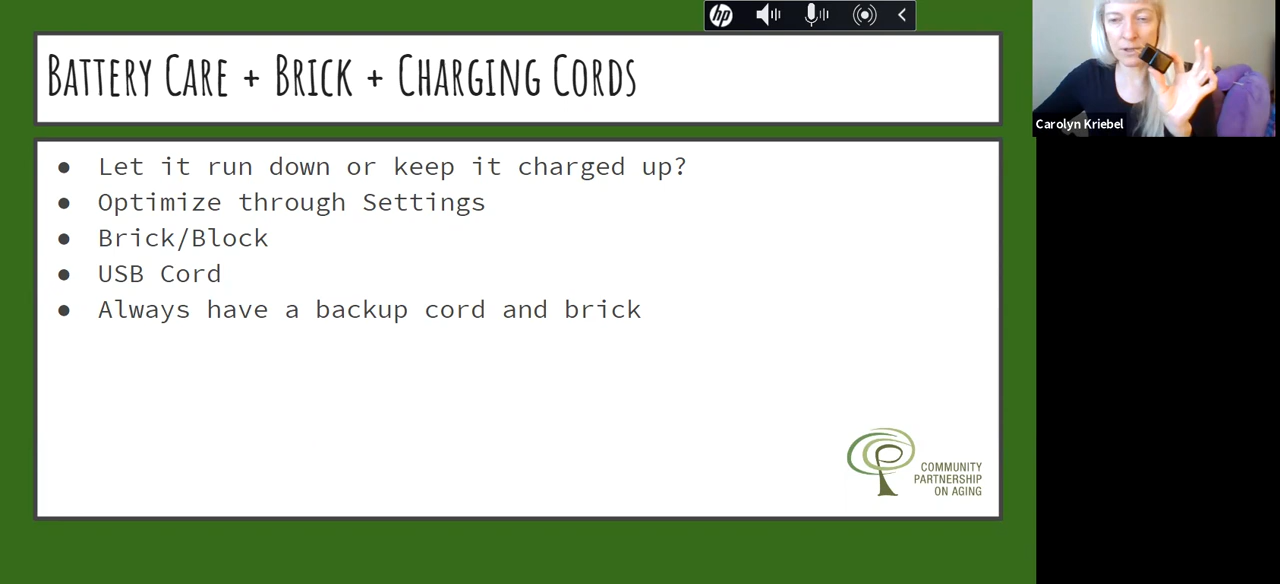 hp
BATTERY CARE + BRICK + CHARGING CORDS
Carolyn Kriebel
● Let it run down or keep it charged up?
● Optimize through Settings
● Brick/Block
● USB Cord
● Always have a backup cord and brick
COMMUNITY
PARTNERSHIP
ON AGING